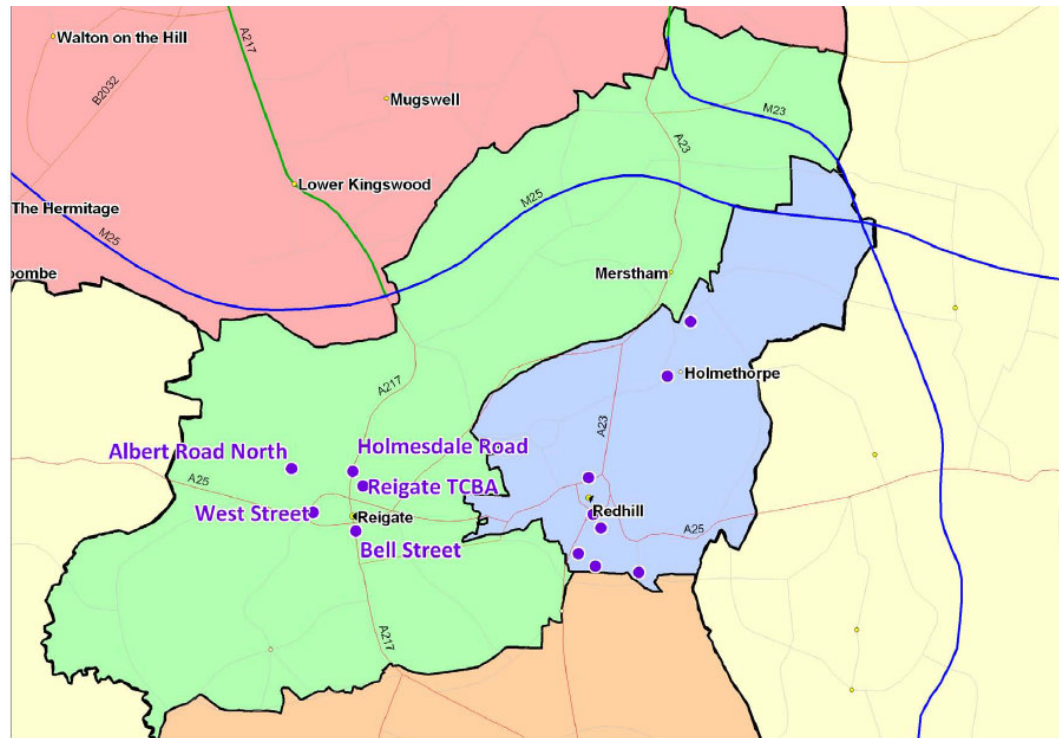 Walton on the Hill
A217
B2032
Mugswell
M23
A23
Lower Kingswood
M25
The Hermitage
M25
oombe
Merstham
A217
Holmethorpe
A23
Albert Road North
Holmesdale Road
A25
Reigate TCBA
West Street
Reigate
Redhill
A25
Bell Street
A217